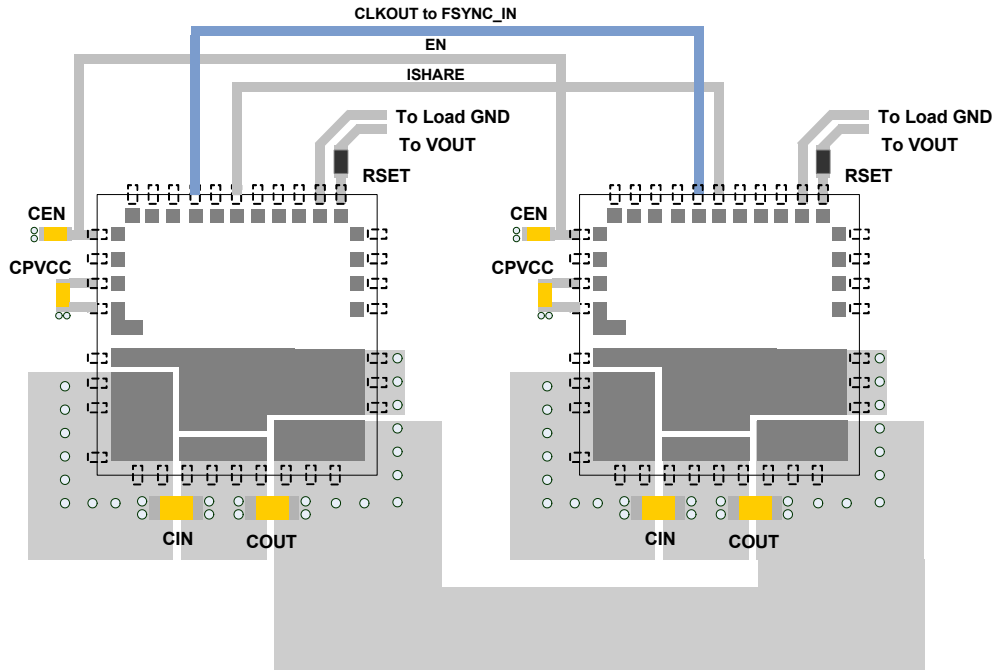 CLKOUT to FSYNC_IN
EN
ISHARE
To Load GND
To VOUT
RSET
To Load GND
To VOUT
RSET
CEN
CPVCC
CEN
CPVCC
CIN
COUT
CIN
COUT